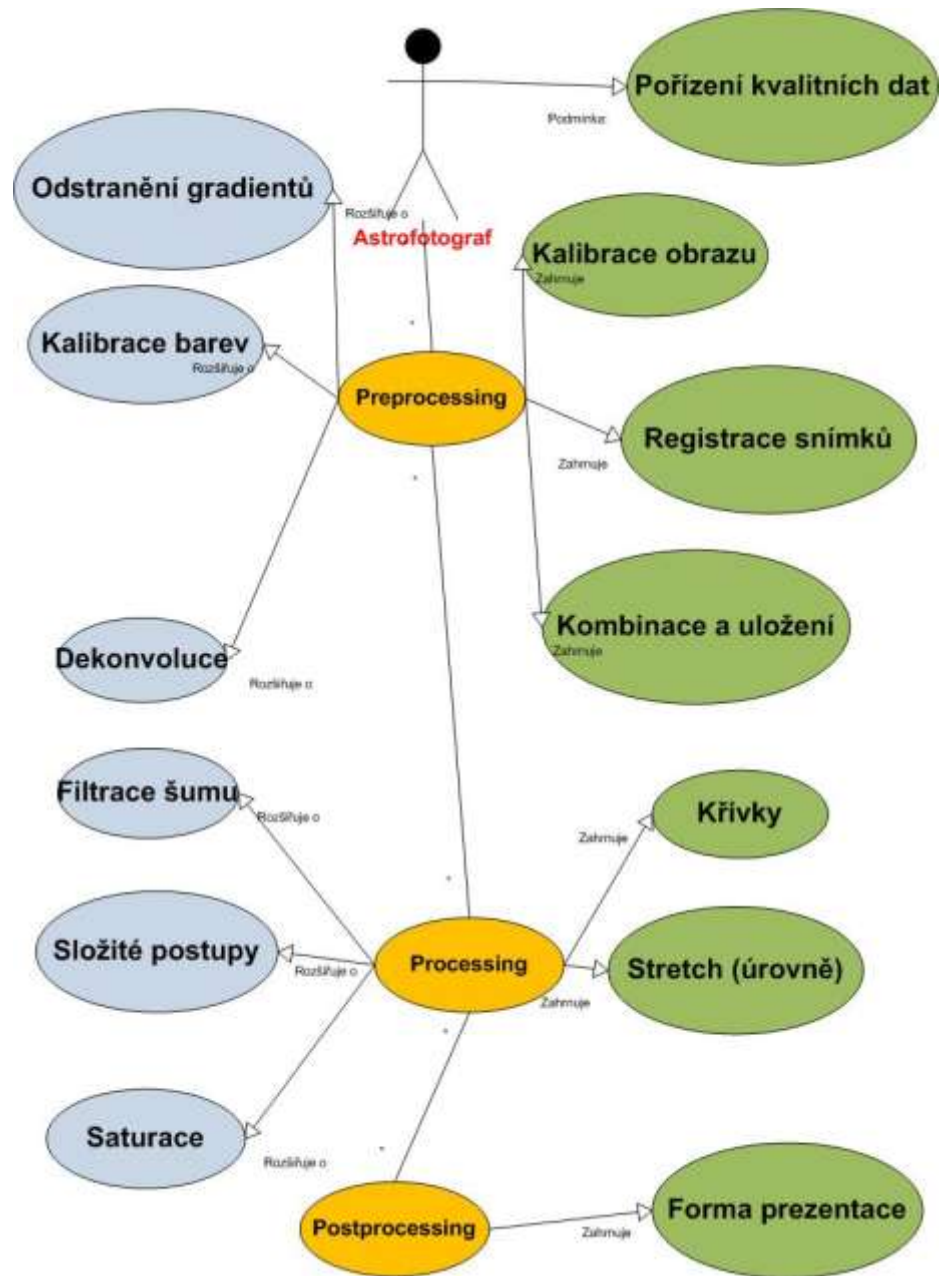 Pořízení kvalitních dat
Podmínka
Odstranění gradientů
Rozšiřuje o
Astrofotograf
Kalibrace obrazu
Zahrnuje
Kalibrace barev
Rozšiřuje o
Preprocessing
Registrace snímků
Zahrnuje
Kombinace a uložení
Zahrnuje
Dekonvoluce
Rozšiřuje o
Filtrace šumu
Rozšiřuje o
Křivky
Zahrnuje
Složité postupy
Rozšiřuje o
Processing
Stretch (úrovně)
Zahrnuje
Saturace
Rozšiřuje o
Postprocessing
Forma prezentace
Zahrnuje